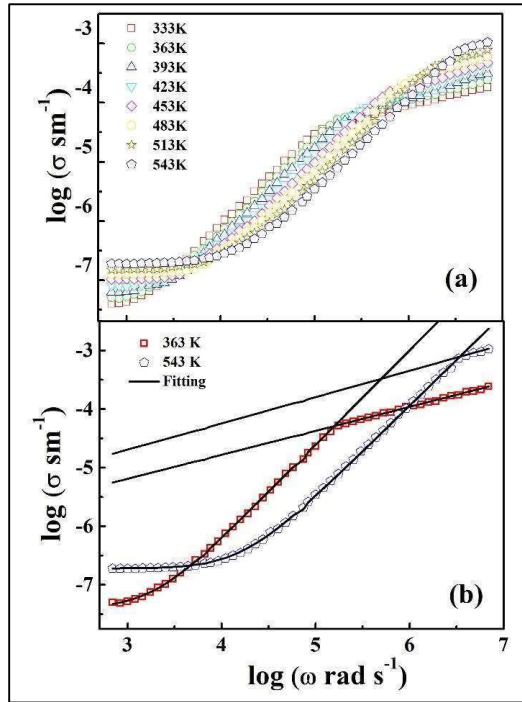 log (σ sm⁻¹)
-3
-4
-5
-6
-7
333K
363K
393K
423K
453K
483K
513K
543K
(a)
log (σ sm⁻¹)
-3
-4
-5
-6
-7
363 K
543 K
Fitting
(b)
3 4 5 6 7
log (ω rad s⁻¹)